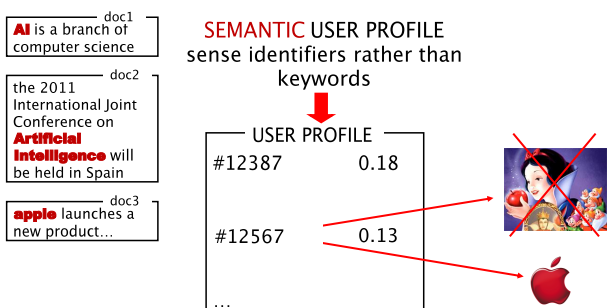 doc1
AI is a branch of
computer science
doc2
the 2011
International Joint
Conference on
Artificial
Intelligence will
be held in Spain
doc3
apple launches a
new product…
SEMANTIC USER PROFILE
sense identifiers rather than
keywords
USER PROFILE
#12387 0.18
#12567 0.13
…